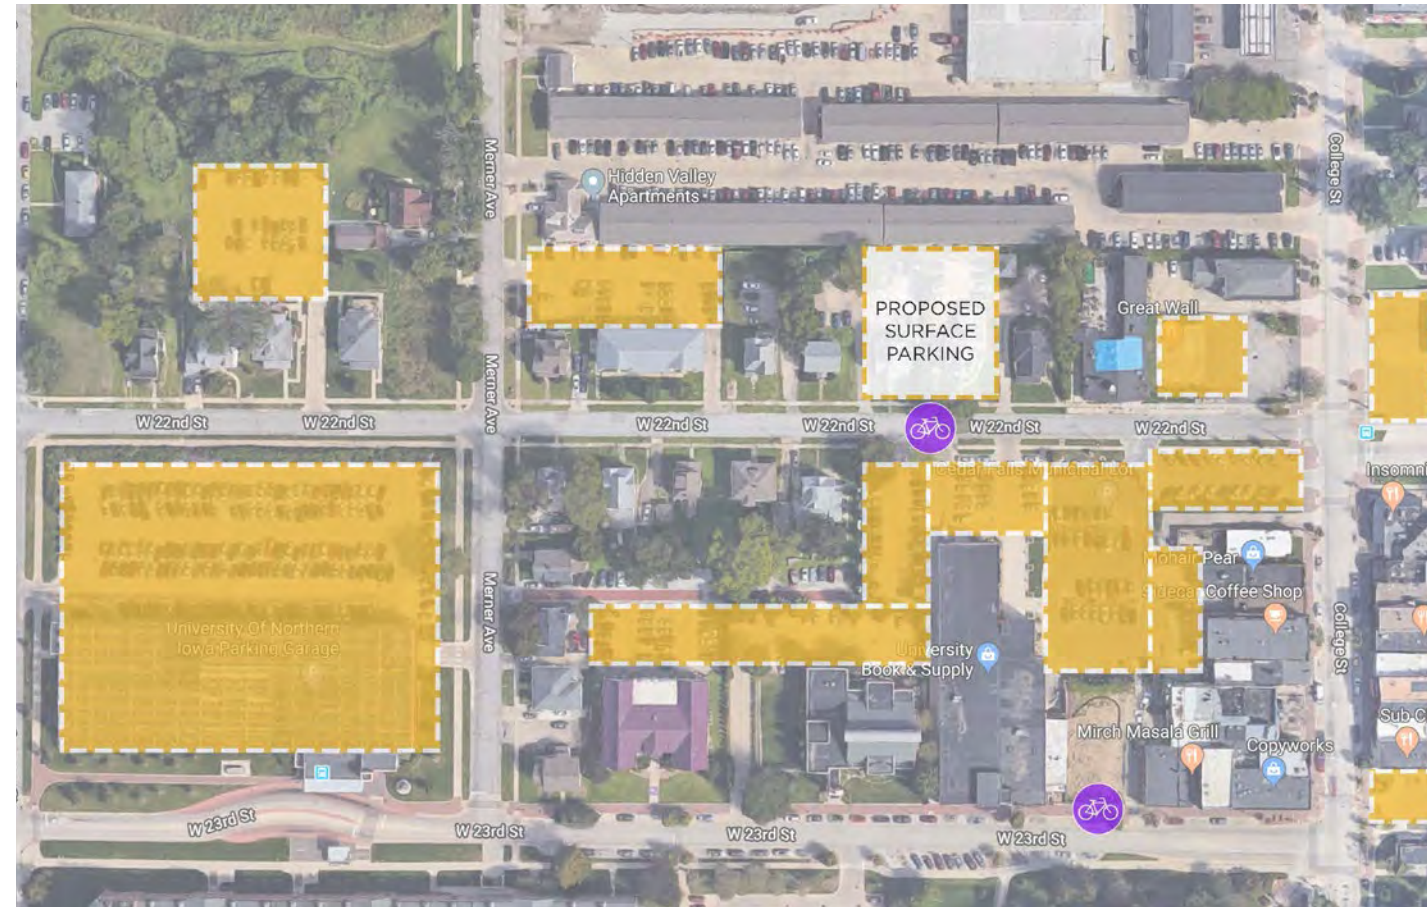 Merner Ave
College St
Hidden Valley
Apartments
Great Wall
PROPOSED
SURFACE
PARKING
Merner Ave
W 22nd St
W 22nd St
W 22nd St
W 22nd St
W 22nd St
W 22nd St
Cedar Falls Municipal Lot
Insomni
Mohair Pear
Sidecar Coffee Shop
Merner Ave
College St
University Of Northern
Iowa Parking Garage
University
Book & Supply
Sub C
Mirch Masala Grill
Copyworks
W 23rd St
W 23rd St
W 23rd St
W 23rd St